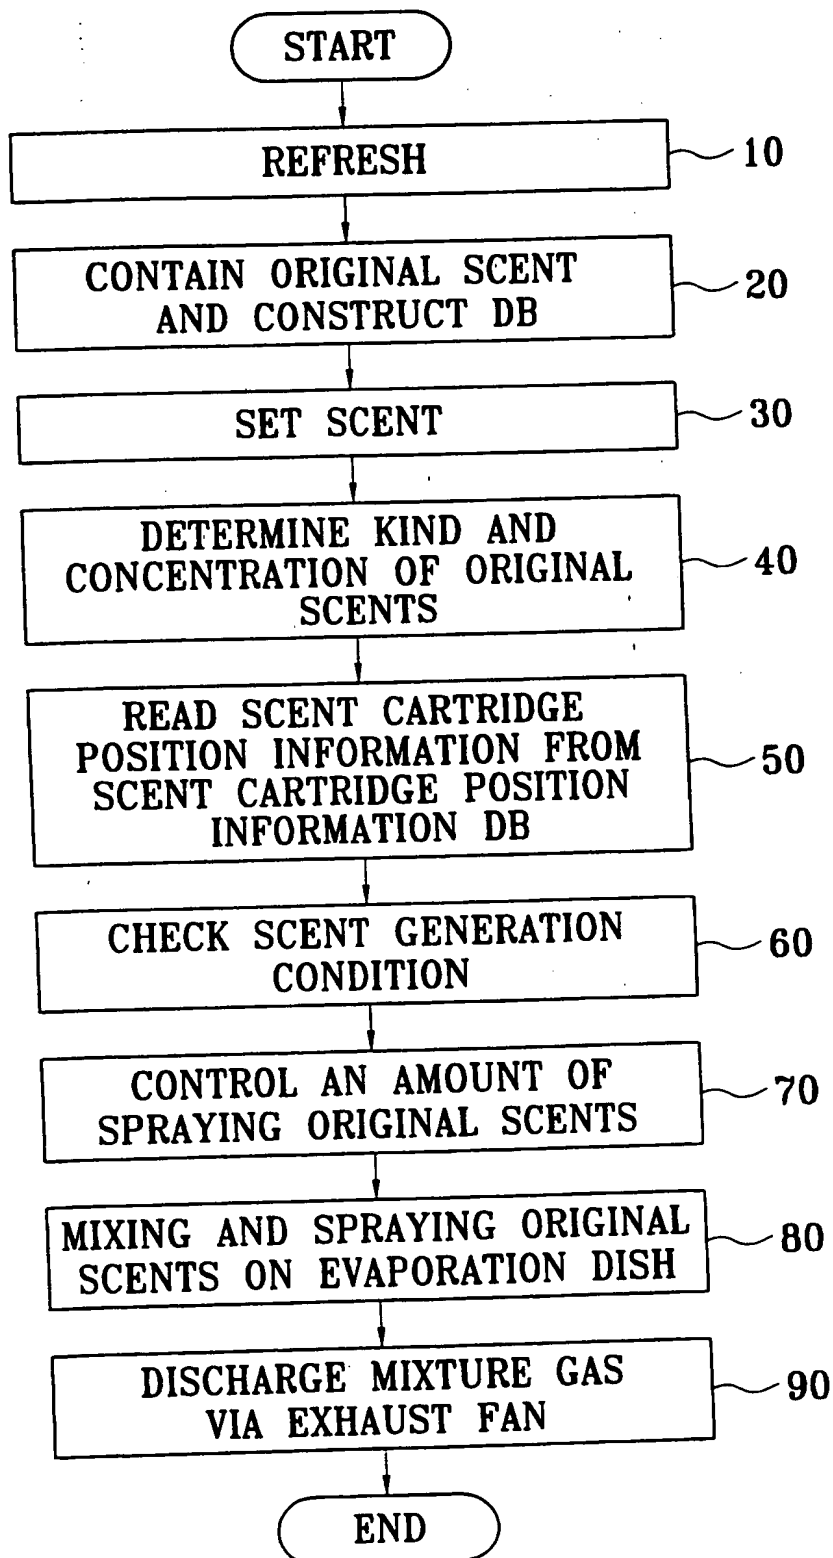 START
REFRESH
10
CONTAIN ORIGINAL SCENT
AND CONSTRUCT DB
20
SET SCENT
30
DETERMINE KIND AND
CONCENTRATION OF ORIGINAL
SCENTS
40
READ SCENT CARTRIDGE
POSITION INFORMATION FROM
SCENT CARTRIDGE POSITION
INFORMATION DB
50
CHECK SCENT GENERATION
CONDITION
60
CONTROL AN AMOUNT OF
SPRAYING ORIGINAL SCENTS
70
MIXING AND SPRAYING ORIGINAL
SCENTS ON EVAPORATION DISH
80
DISCHARGE MIXTURE GAS
VIA EXHAUST FAN
90
END